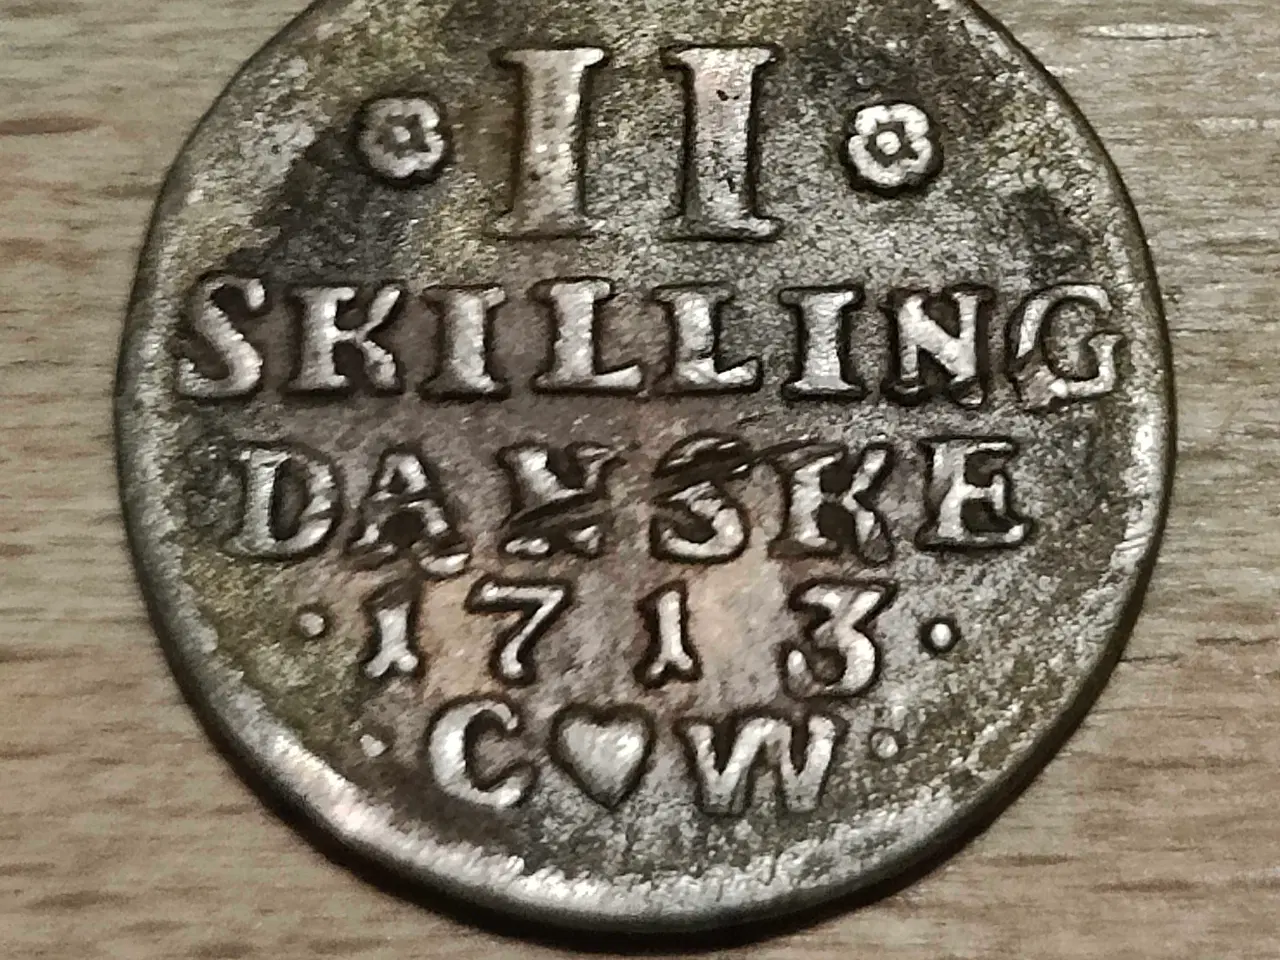 II
SKILLING
DANSKE
·1713·
·C♥W·